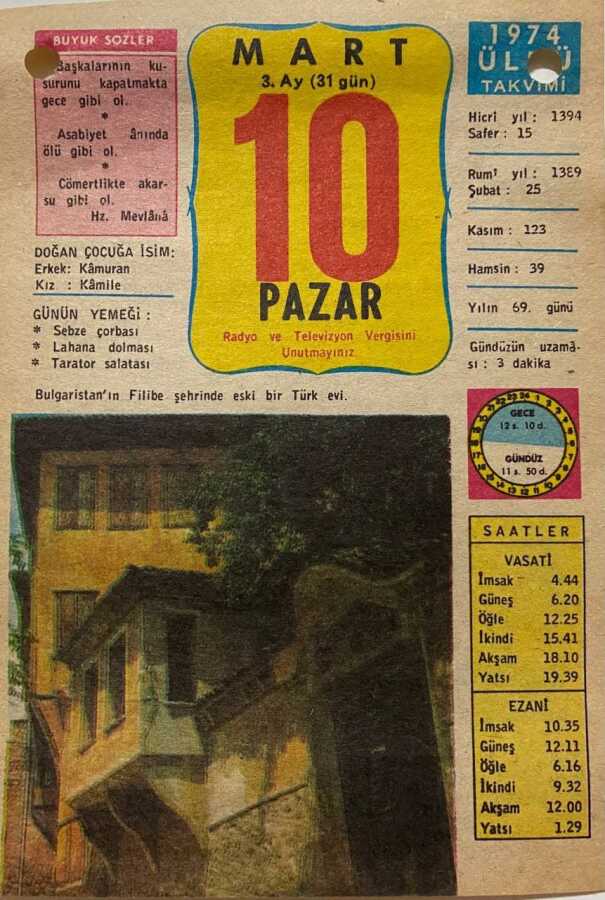 BÜYÜK SÖZLER
Başkalarının ku-
surunu kapatmakta
gece gibi ol.
*
Asabiyet ânında
ölü gibi ol.
*
Cömertlikte akar-
su gibi ol.
Hz. Mevlânâ
DOĞAN ÇOCUĞA İSİM:
Erkek: Kâmuran
Kız : Kâmile
GÜNÜN YEMEĞİ :
* Sebze çorbası
* Lahana dolması
* Tarator salatası
MART
3. Ay (31 gün)
10
PAZAR
Radyo ve Televizyon Vergisini
Unutmayınız
1974
TAKVİMİ
Hicri yıl : 1394
Safer : 15
Rumî yıl : 1389
Şubat : 25
Kasım : 123
Hamsin : 39
Yılın 69. günü
Gündüzün uzama-
sı : 3 dakika
Bulgaristan'ın Filibe şehrinde eski bir Türk evi.
GECE
12 s. 10 d.
GÜNDÜZ
11 s. 50 d.
SAATLER
VASATİ
İmsak 4.44
Güneş 6.20
Öğle 12.25
İkindi 15.41
Akşam 18.10
Yatsı 19.39
EZANİ
İmsak 10.35
Güneş 12.11
Öğle 6.16
İkindi 9.32
Akşam 12.00
Yatsı 1.29